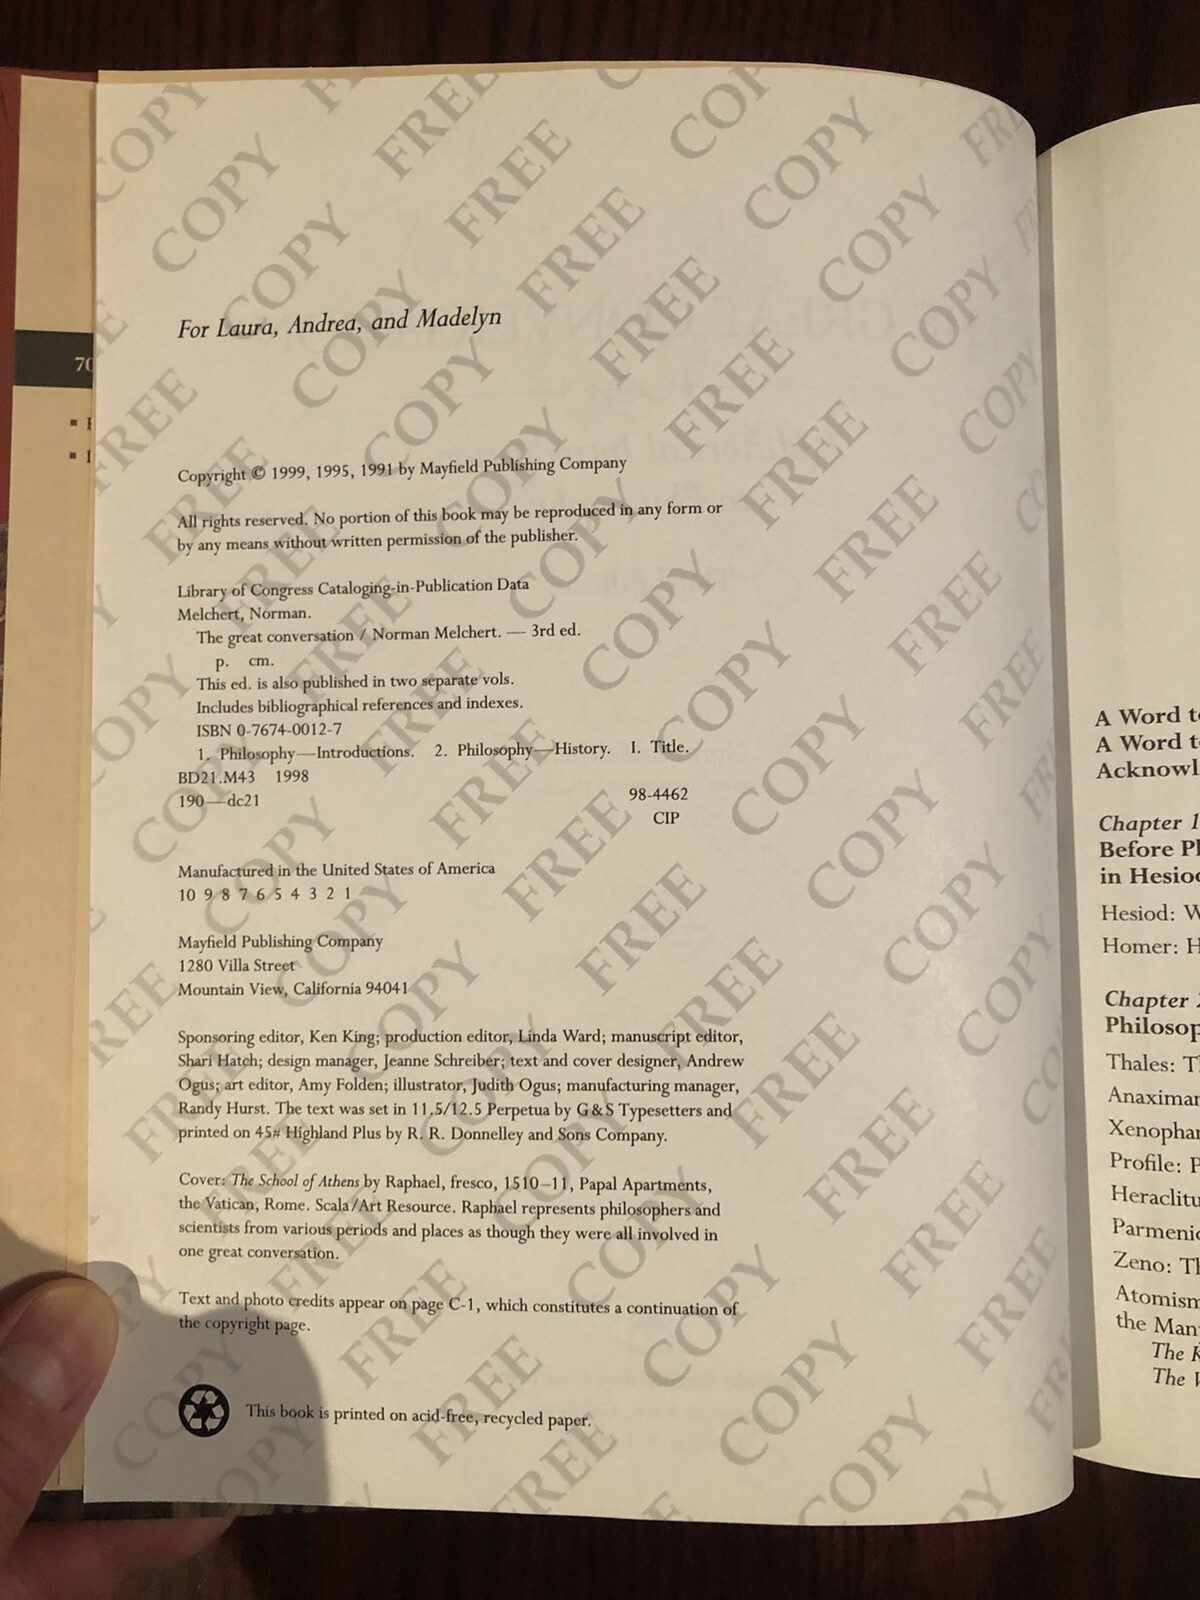 70
For Laura, Andrea, and Madelyn
Copyright © 1999, 1995, 1991 by Mayfield Publishing Company
All rights reserved. No portion of this book may be reproduced in any form or
by any means without written permission of the publisher.
Library of Congress Cataloging-in-Publication Data
Melchert, Norman.
The great conversation / Norman Melchert. — 3rd ed.
p. cm.
This ed. is also published in two separate vols.
Includes bibliographical references and indexes.
ISBN 0-7674-0012-7
1. Philosophy—Introductions. 2. Philosophy—History. I. Title.
BD21.M43 1998
190—dc21 98-4462
CIP
Manufactured in the United States of America
10 9 8 7 6 5 4 3 2 1
Mayfield Publishing Company
1280 Villa Street
Mountain View, California 94041
Sponsoring editor, Ken King; production editor, Linda Ward; manuscript editor,
Shari Hatch; design manager, Jeanne Schreiber; text and cover designer, Andrew
Ogus; art editor, Amy Folden; illustrator, Judith Ogus; manufacturing manager,
Randy Hurst. The text was set in 11.5/12.5 Perpetua by G&S Typesetters and
printed on 45# Highland Plus by R. R. Donnelley and Sons Company.
Cover: The School of Athens by Raphael, fresco, 1510–11, Papal Apartments,
the Vatican, Rome. Scala/Art Resource. Raphael represents philosophers and
scientists from various periods and places as though they were all involved in
one great conversation.
Text and photo credits appear on page C-1, which constitutes a continuation of
the copyright page.
This book is printed on acid-free, recycled paper.
FREE COPY
A Word
A Word
Chapter 1
Before
in
Hesiod:
Homer:
Chapter
Thales:
Profile:
Zeno:
the
The
The